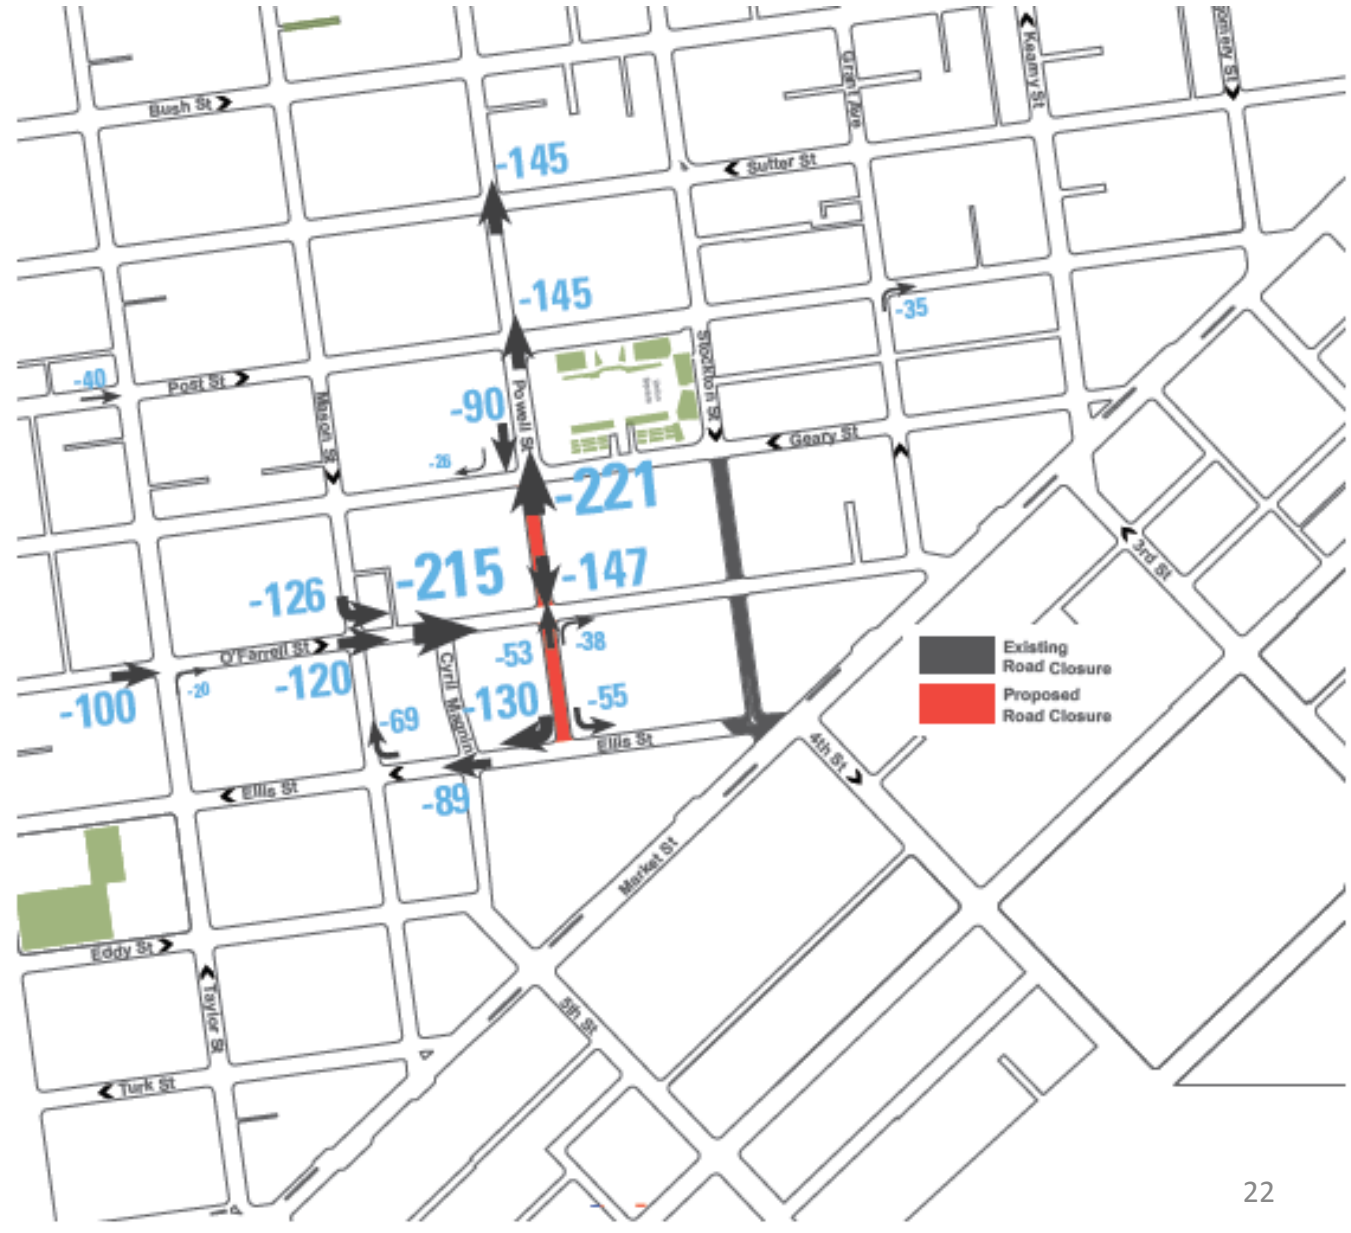 Bush St
Grant Ave
Kearny St
omery St
-145
Sutter St
-145
-35
-40
Post St
Mason St
Powell St
Stockton St
-90
-26
Geary St
-221
-215
-147
-126
3rd St
O'Farrell St
-53
-38
-120
-20
-100
Cyril Magnin
-130
-55
-69
Ellis St
Existing
Road Closure
Proposed
Road Closure
4th St
Ellis St
-89
Market St
Eddy St
Taylor St
5th St
Turk St
22